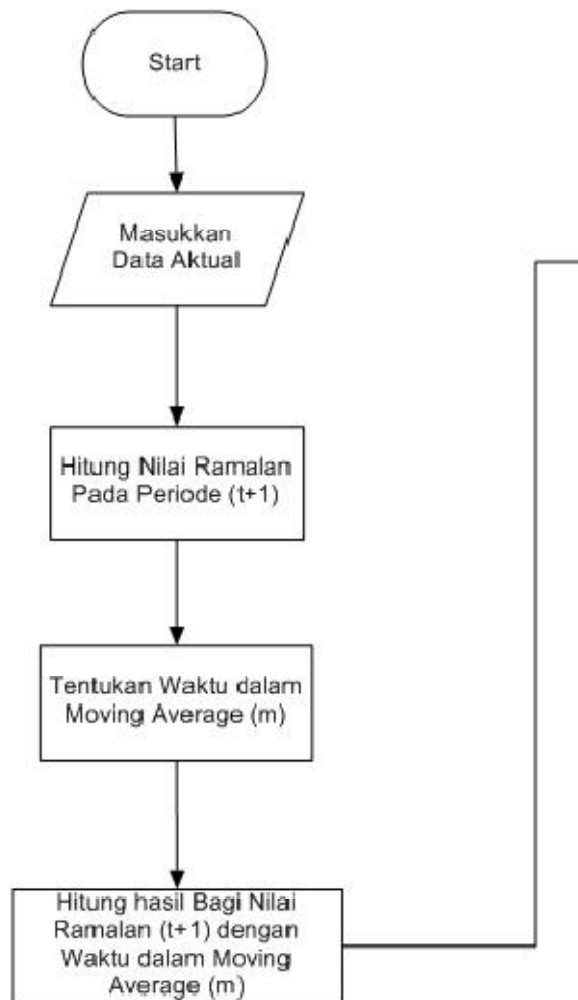 Start
Masukkan
Data Aktual
Hitung Nilai Ramalan
Pada Periode (t+1)
Tentukan Waktu dalam
Moving Average (m)
Hitung hasil Bagi Nilai
Ramalan (t+1) dengan
Waktu dalam Moving
Average (m)